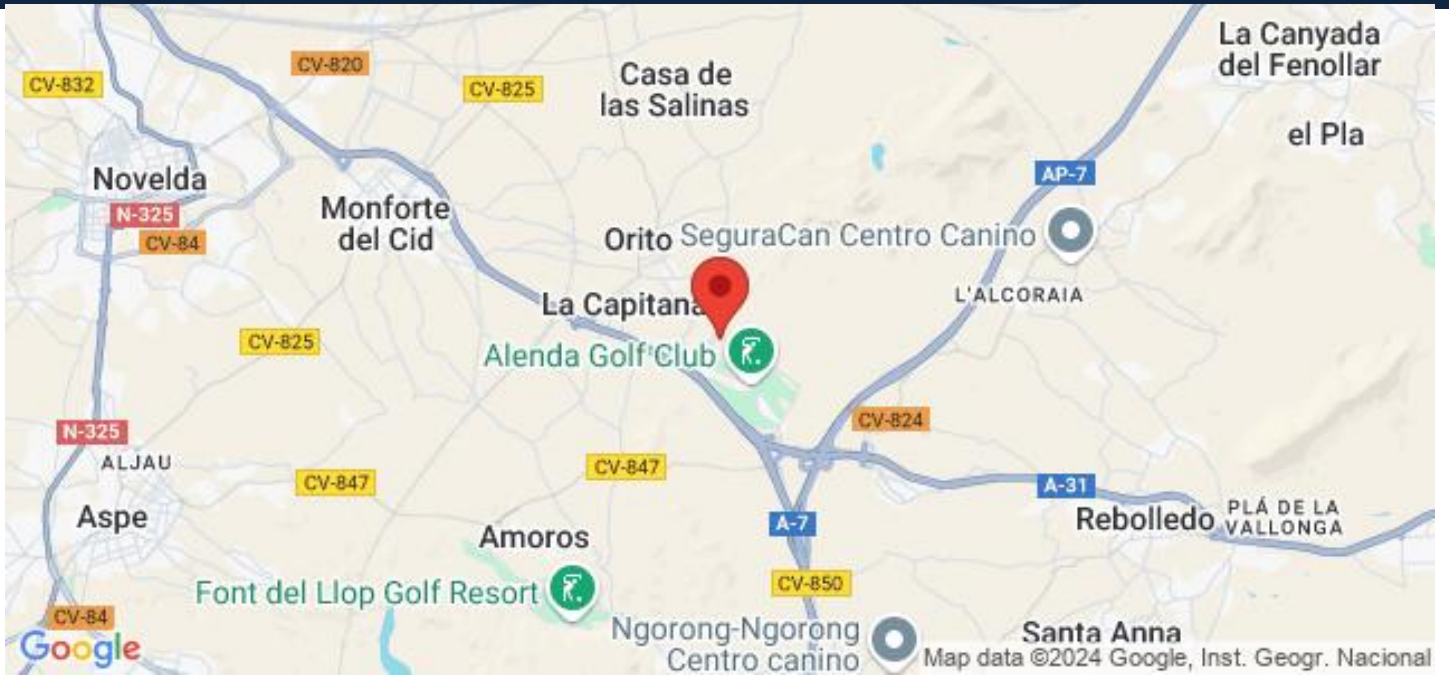 La Canyada
del Fenollar
CV-820
Casa de
las Salinas
CV-832
CV-825
el Pla
Novelda
AP-7
N-325
Monforte
del Cid
CV-84
Orito
SeguraCan Centro Canino
La Capitana
L'ALCORAIA
CV-825
Alenda Golf Club
CV-824
N-325
ALJAU
CV-847
CV-847
A-31
Aspe
PLÁ DE LA
VALLONGA
Rebolledo
A-7
Amoros
CV-850
Font del Llop Golf Resort
CV-84
Ngorong-Ngorong
Centro canino
Santa Anna
Google
Map data ©2024 Google, Inst. Geogr. Nacional